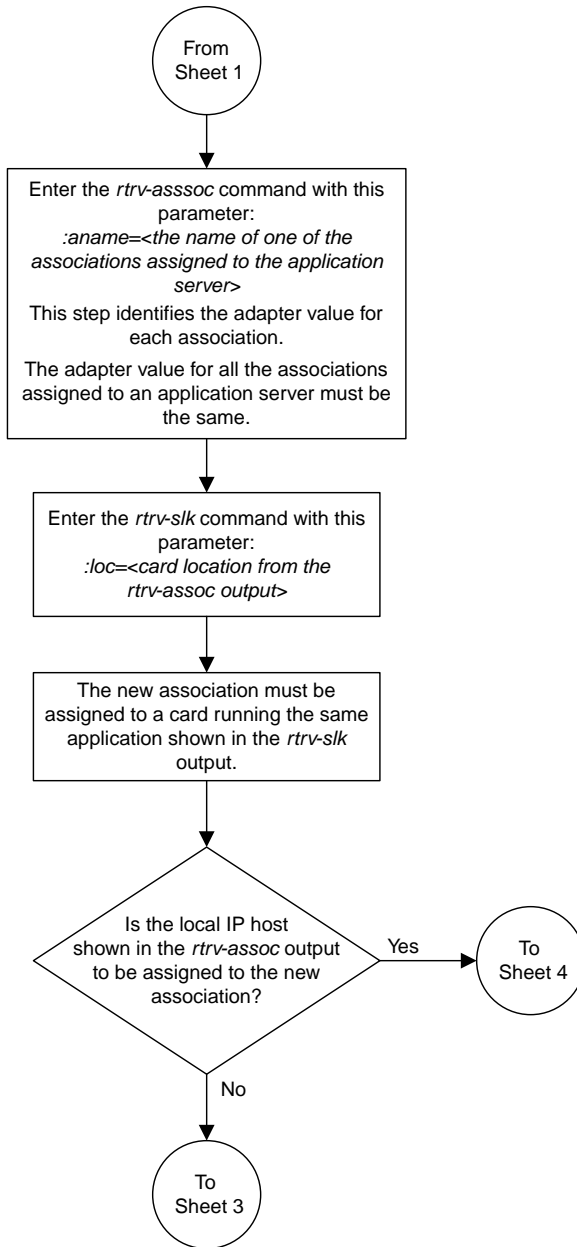 From
Sheet 1
Enter the rtrv-asssoc command with this
parameter:
:aname=<the name of one of the
associations assigned to the application
server>
This step identifies the adapter value for
each association.
The adapter value for all the associations
assigned to an application server must be
the same.
Enter the rtrv-slk command with this
parameter:
:loc=<card location from the
rtrv-assoc output>
The new association must be
assigned to a card running the same
application shown in the rtrv-slk
output.
Is the local IP host
shown in the rtrv-assoc output
to be assigned to the new
association?
Yes
To
Sheet 4
No
To
Sheet 3